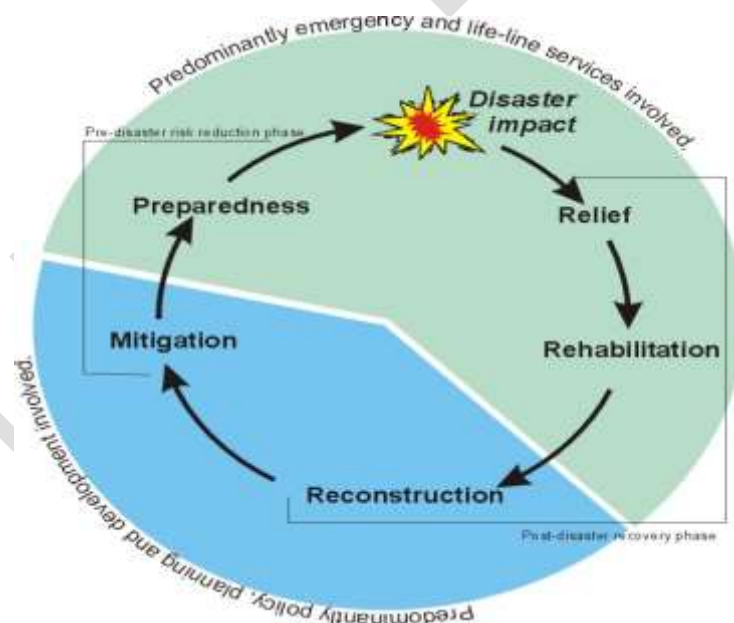 Predominantly emergency and life-line services involved.
Disaster
impact
Pre-disaster risk reduction phase
Preparedness
Relief
Mitigation
Rehabilitation
Reconstruction
Post-disaster recovery phase
Predominantly policy, planning and development involved.